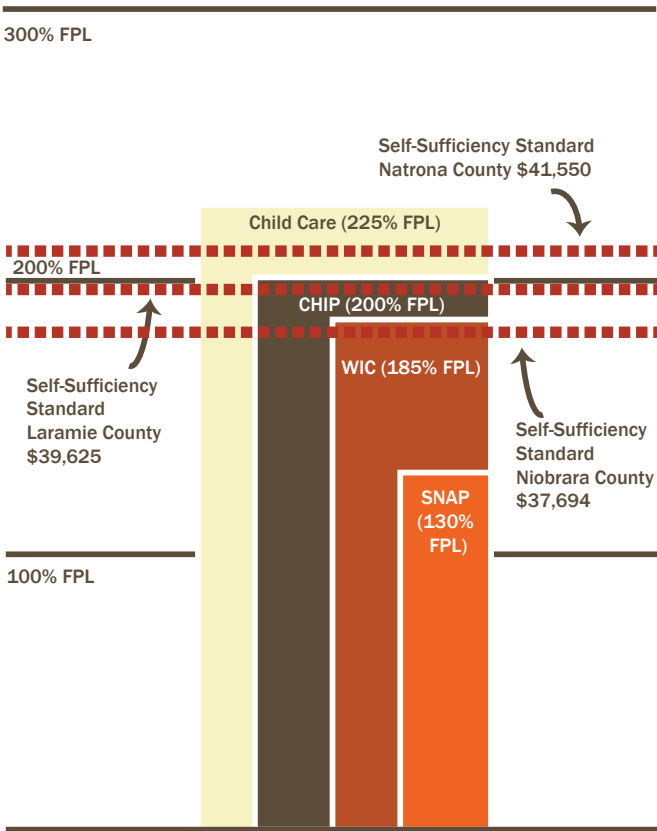 300% FPL
Self-Sufficiency Standard
Natrona County $41,550
Child Care (225% FPL)
200% FPL
CHIP (200% FPL)
WIC (185% FPL)
Self-Sufficiency
Standard
Laramie County
$39,625
Self-Sufficiency
Standard
Niobrara County
$37,694
SNAP
(130%
FPL)
100% FPL